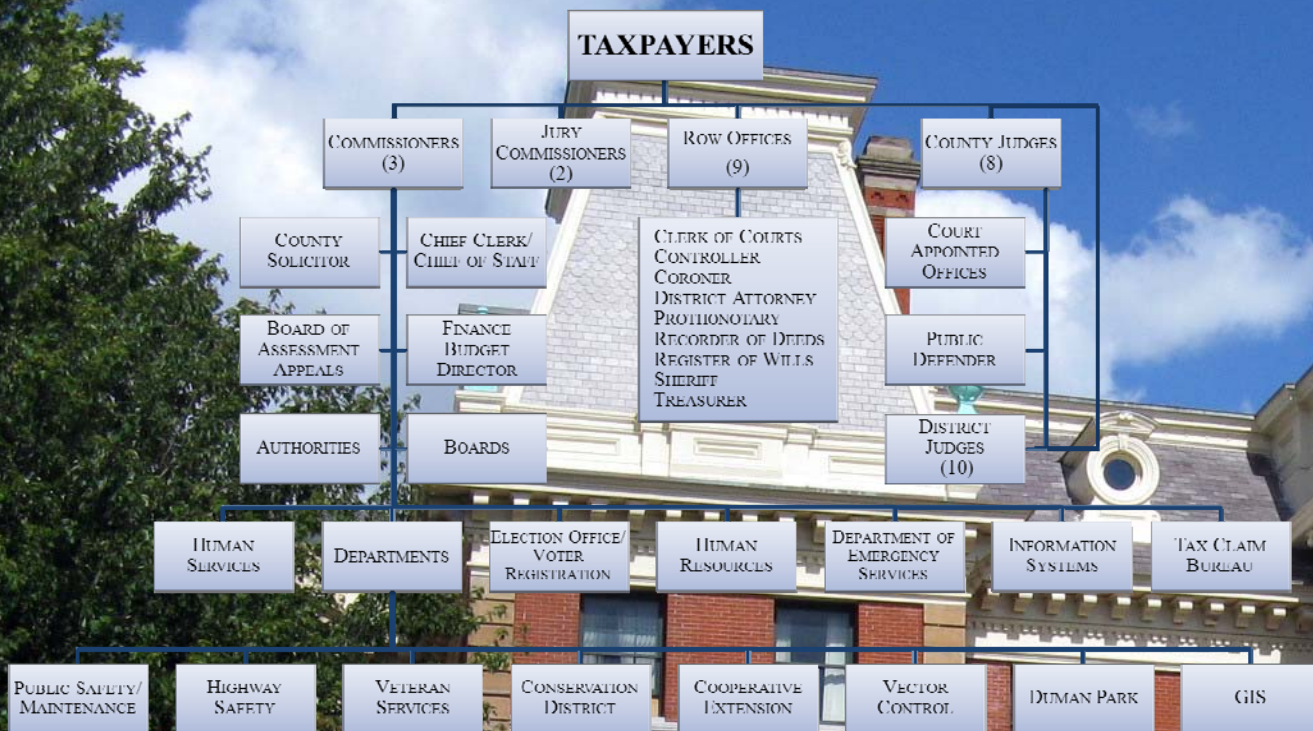 TAXPAYERS
COMMISSIONERS
(3)
JURY
COMMISSIONERS
(2)
ROW OFFICES
(9)
COUNTY JUDGES
(8)
COUNTY
SOLICITOR
CHIEF CLERK/
CHIEF OF STAFF
BOARD OF
ASSESSMENT
APPEALS
FINANCE
BUDGET
DIRECTOR
AUTHORITIES
BOARDS
CLERK OF COURTS
CONTROLLER
CORONER
DISTRICT ATTORNEY
PROTHONOTARY
RECORDER OF DEEDS
REGISTER OF WILLS
SHERIFF
TREASURER
COURT
APPOINTED
OFFICES
PUBLIC
DEFENDER
DISTRICT
JUDGES
(10)
HUMAN
SERVICES
DEPARTMENTS
ELECTION OFFICE/
VOTER
REGISTRATION
HUMAN
RESOURCES
DEPARTMENT OF
EMERGENCY
SERVICES
INFORMATION
SYSTEMS
TAX CLAIM
BUREAU
PUBLIC SAFETY/
MAINTENANCE
HIGHWAY
SAFETY
VETERAN
SERVICES
CONSERVATION
DISTRICT
COOPERATIVE
EXTENSION
VECTOR
CONTROL
DUMAN PARK
GIS